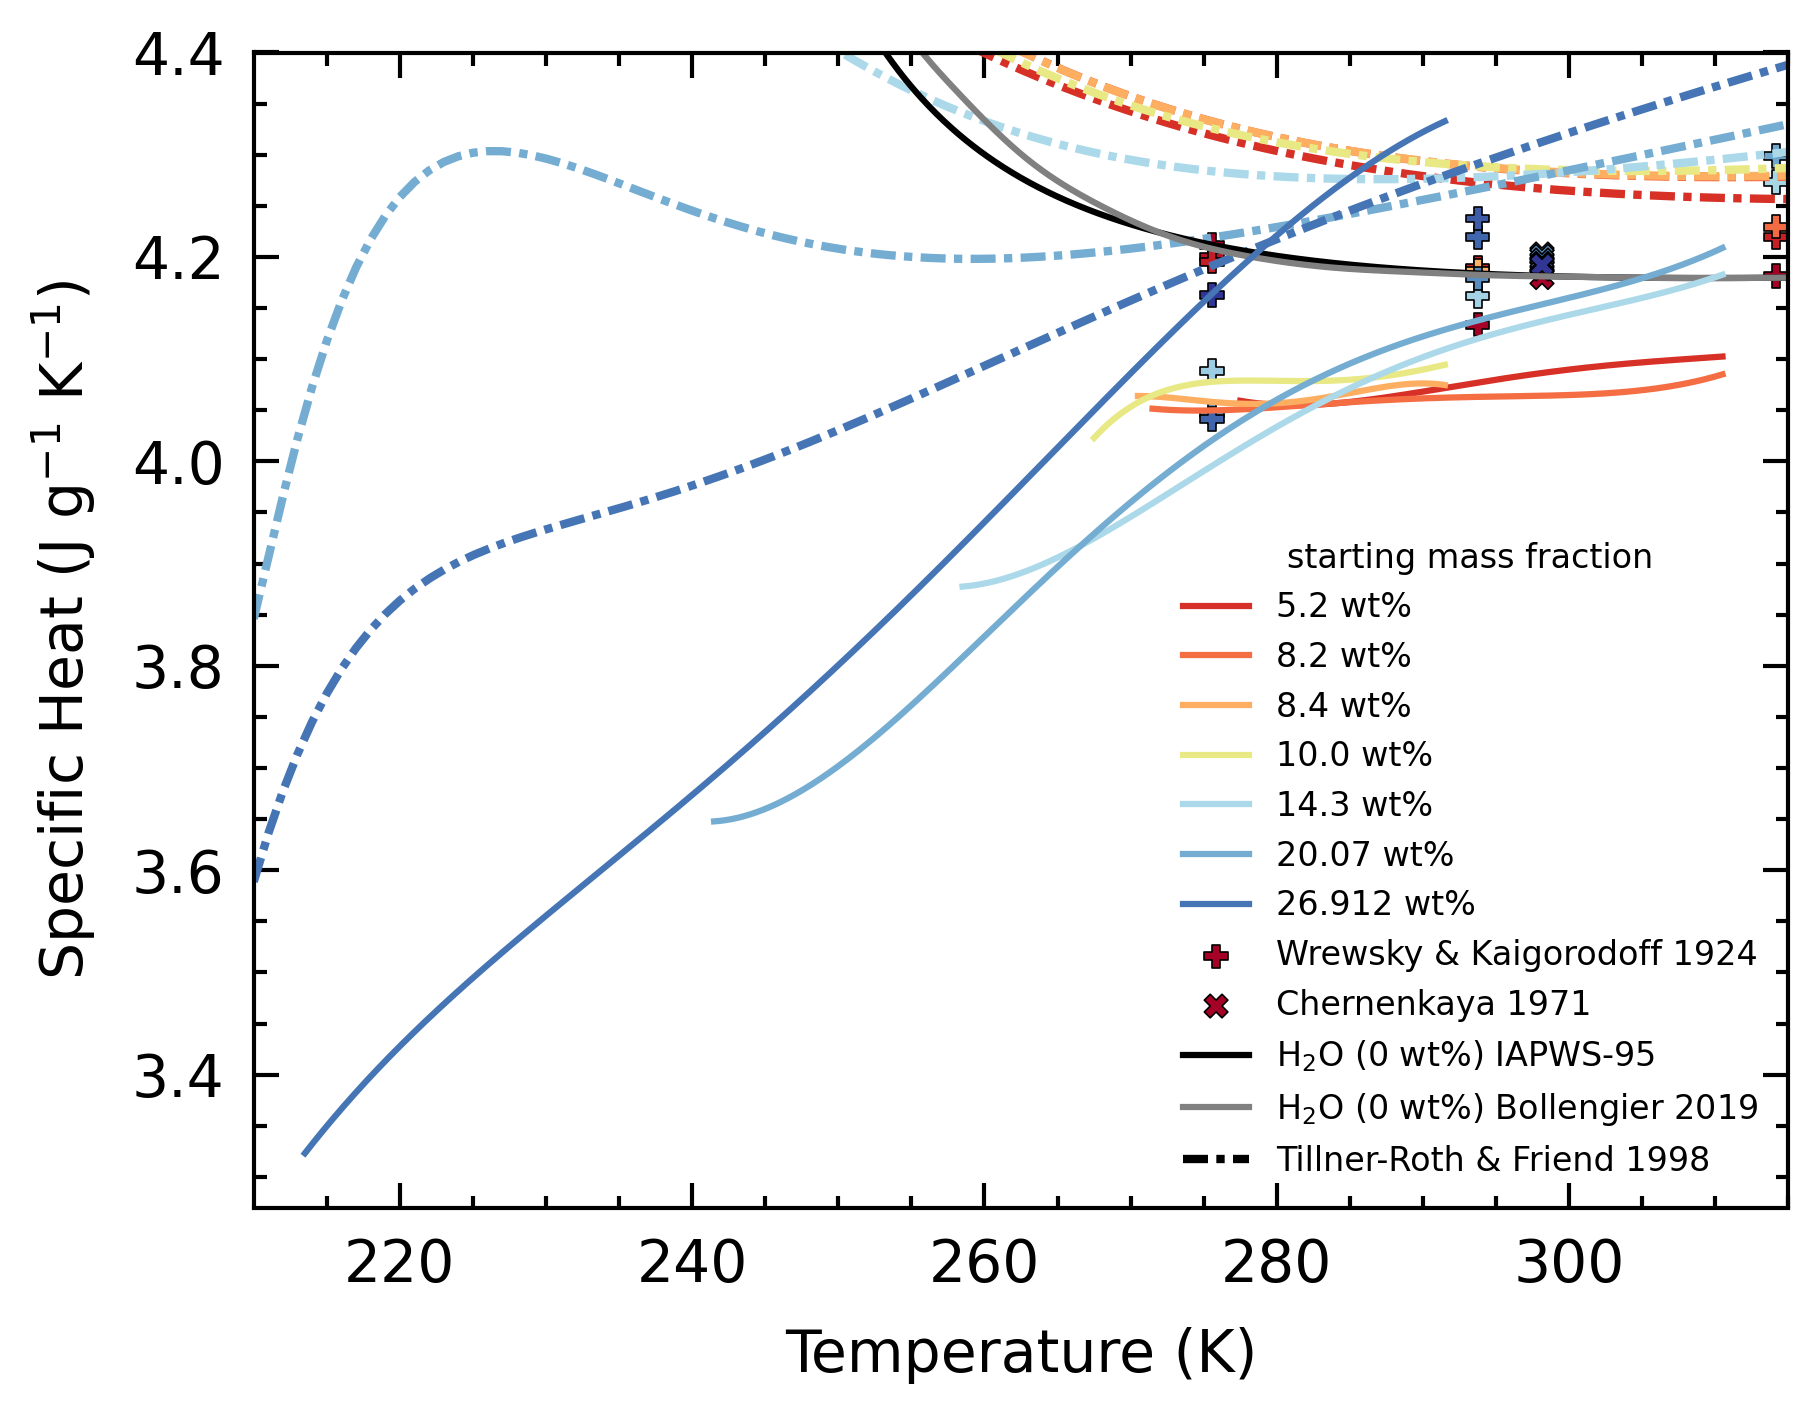 4.4
4.2
4.0
3.8
3.6
3.4
Specific Heat (J g⁻¹ K⁻¹)
220 240 260 280 300
Temperature (K)
starting mass fraction
5.2 wt%
8.2 wt%
8.4 wt%
10.0 wt%
14.3 wt%
20.07 wt%
26.912 wt%
Wrewsky & Kaigorodoff 1924
Chernenkaya 1971
H₂O (0 wt%) IAPWS-95
H₂O (0 wt%) Bollengier 2019
Tillner-Roth & Friend 1998